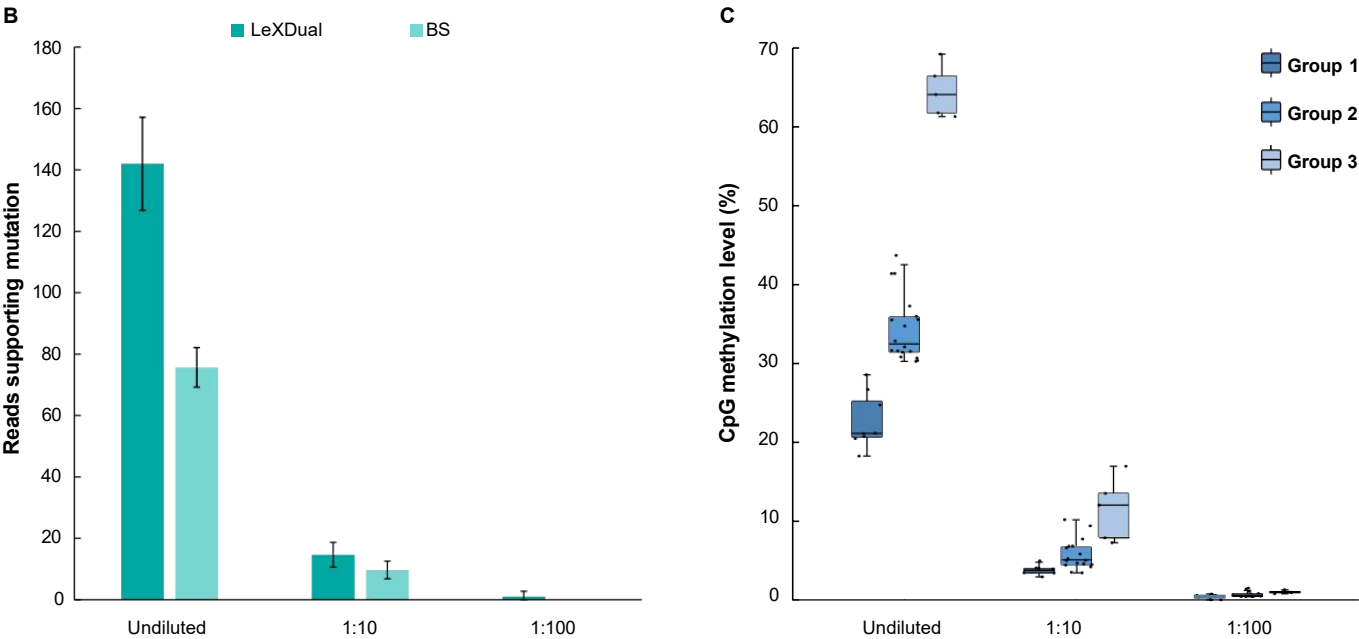 B
LeXDual BS
Reads supporting mutation
180
160
140
120
100
80
60
40
20
0
Undiluted 1:10 1:100
C
Group 1
Group 2
Group 3
CpG methylation level (%)
70
60
50
40
30
20
10
0
Undiluted 1:10 1:100